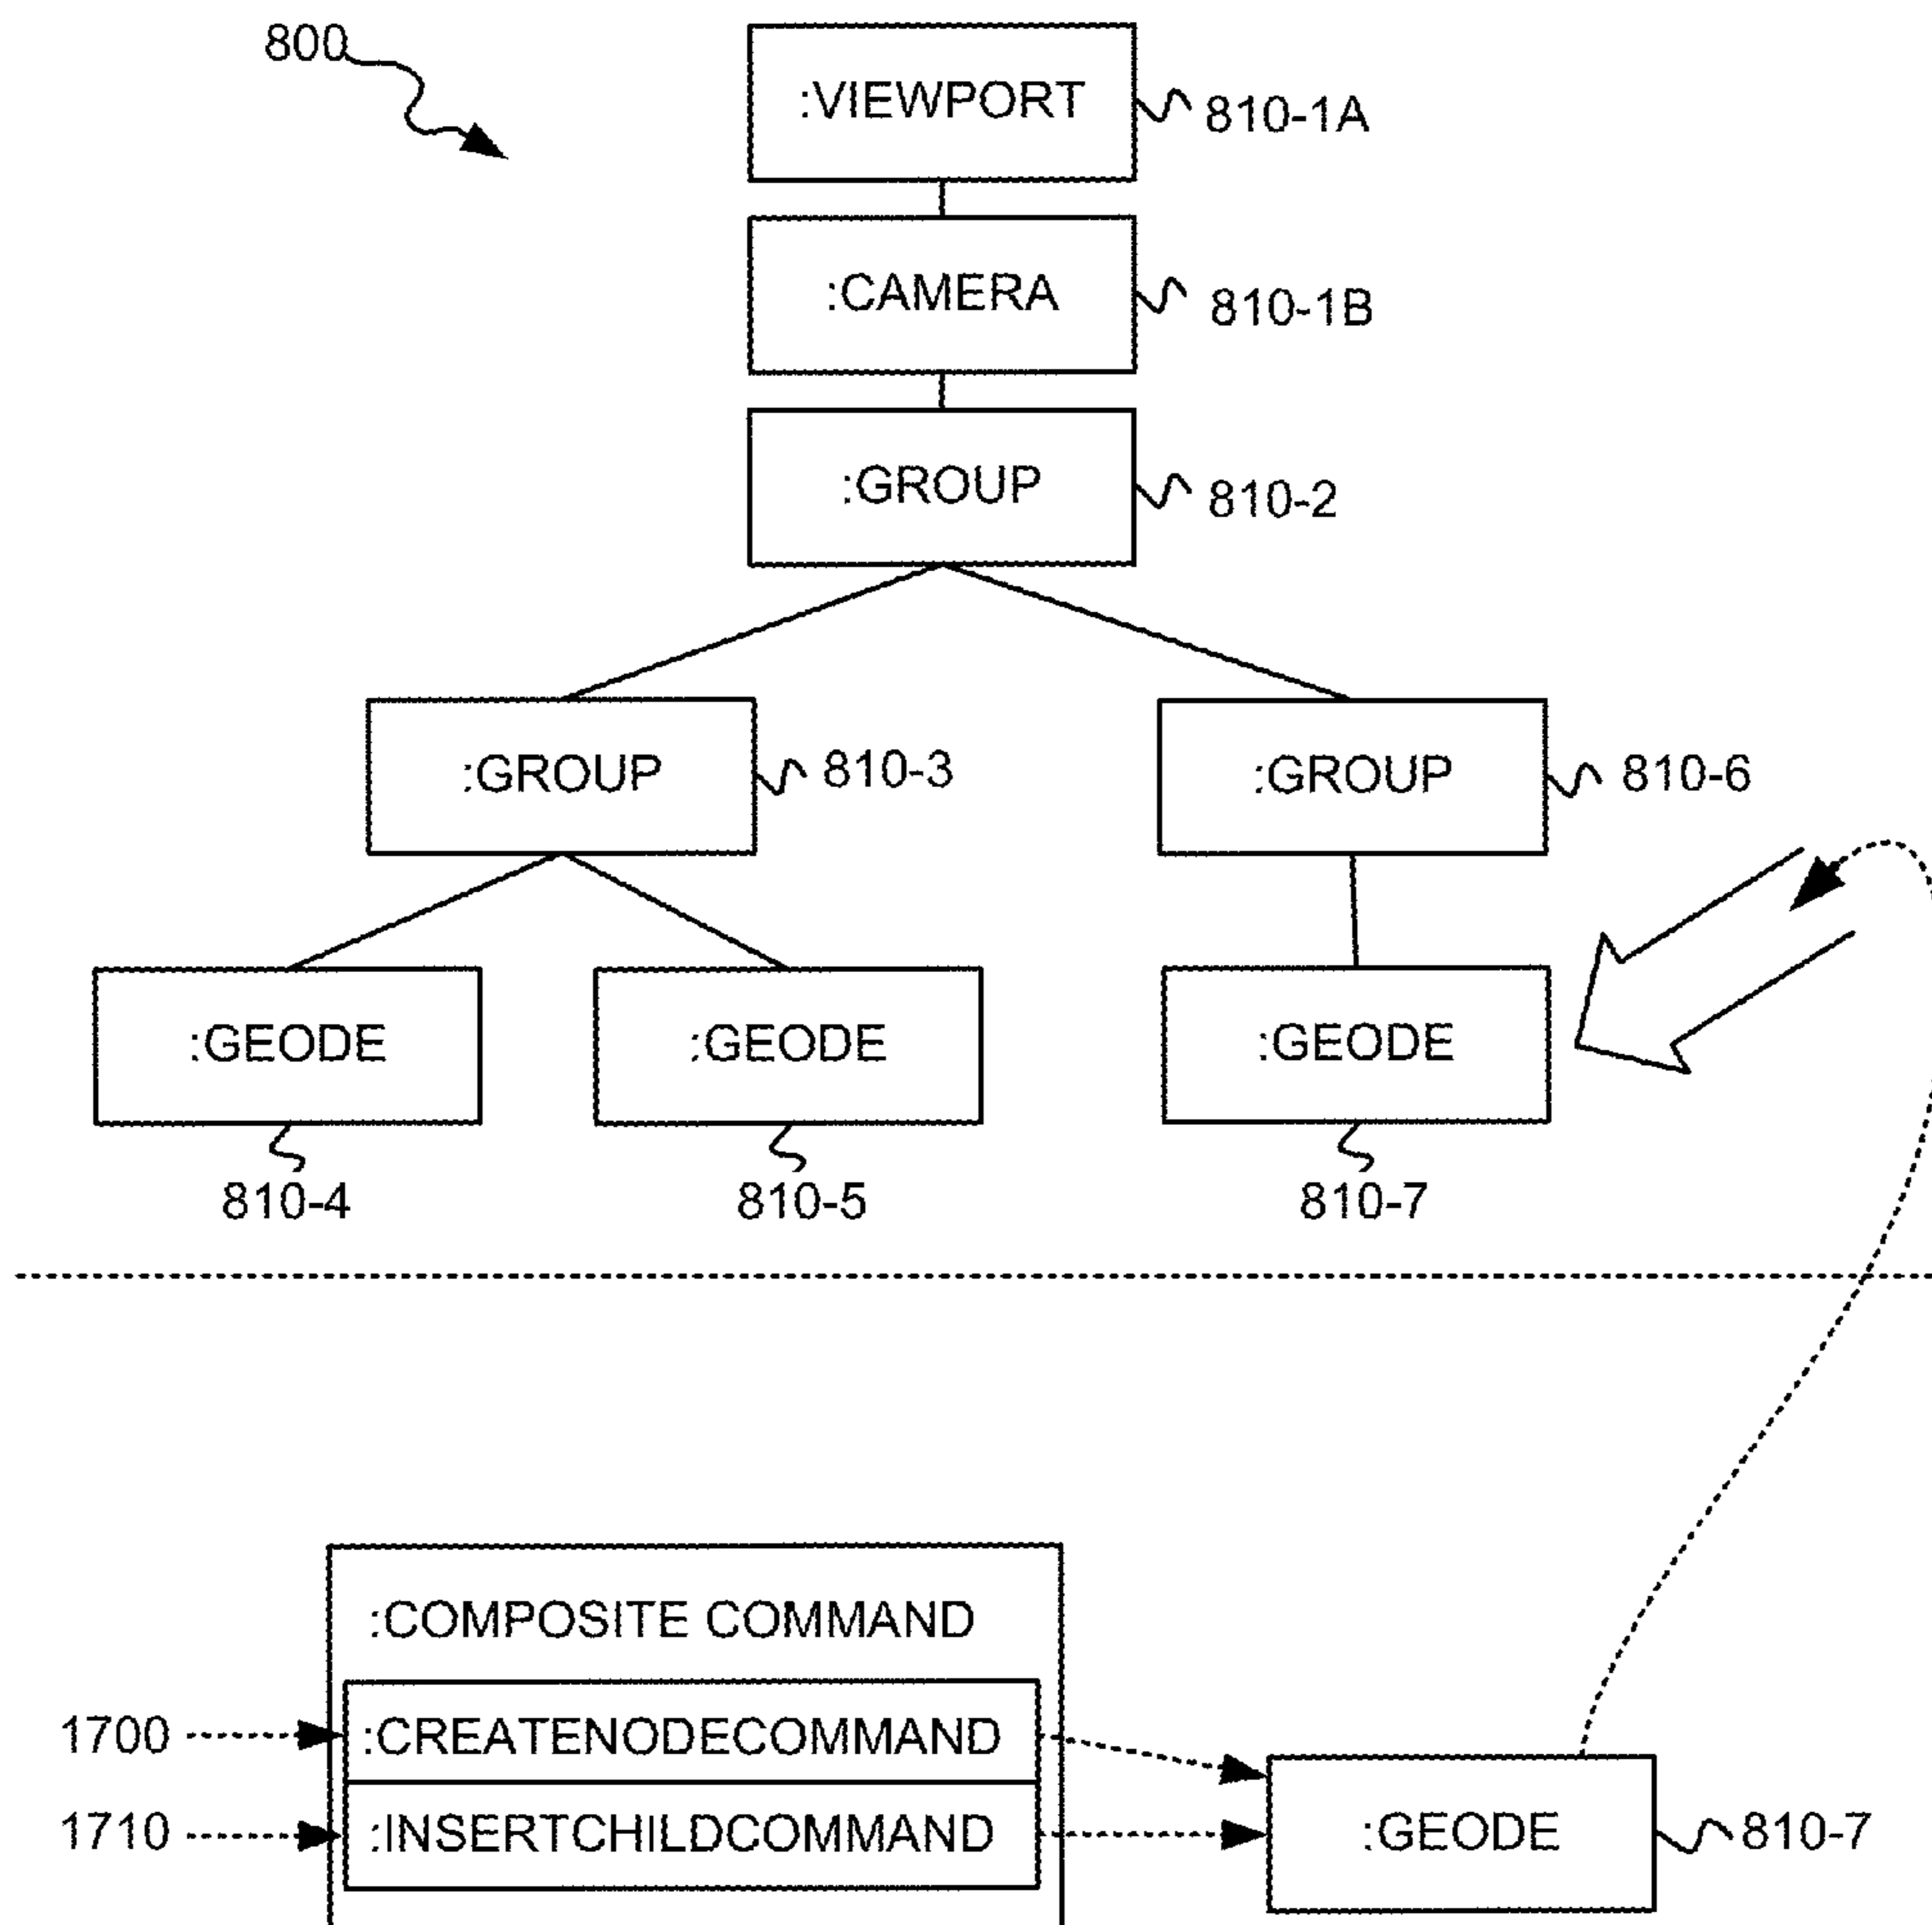 800
:VIEWPORT
810-1A
:CAMERA
810-1B
:GROUP
810-2
:GROUP
810-3
:GROUP
810-6
:GEODE
:GEODE
:GEODE
810-4
810-5
810-7
:COMPOSITE COMMAND
1700
:CREATENODECOMMAND
1710
:INSERTCHILDCOMMAND
:GEODE
810-7